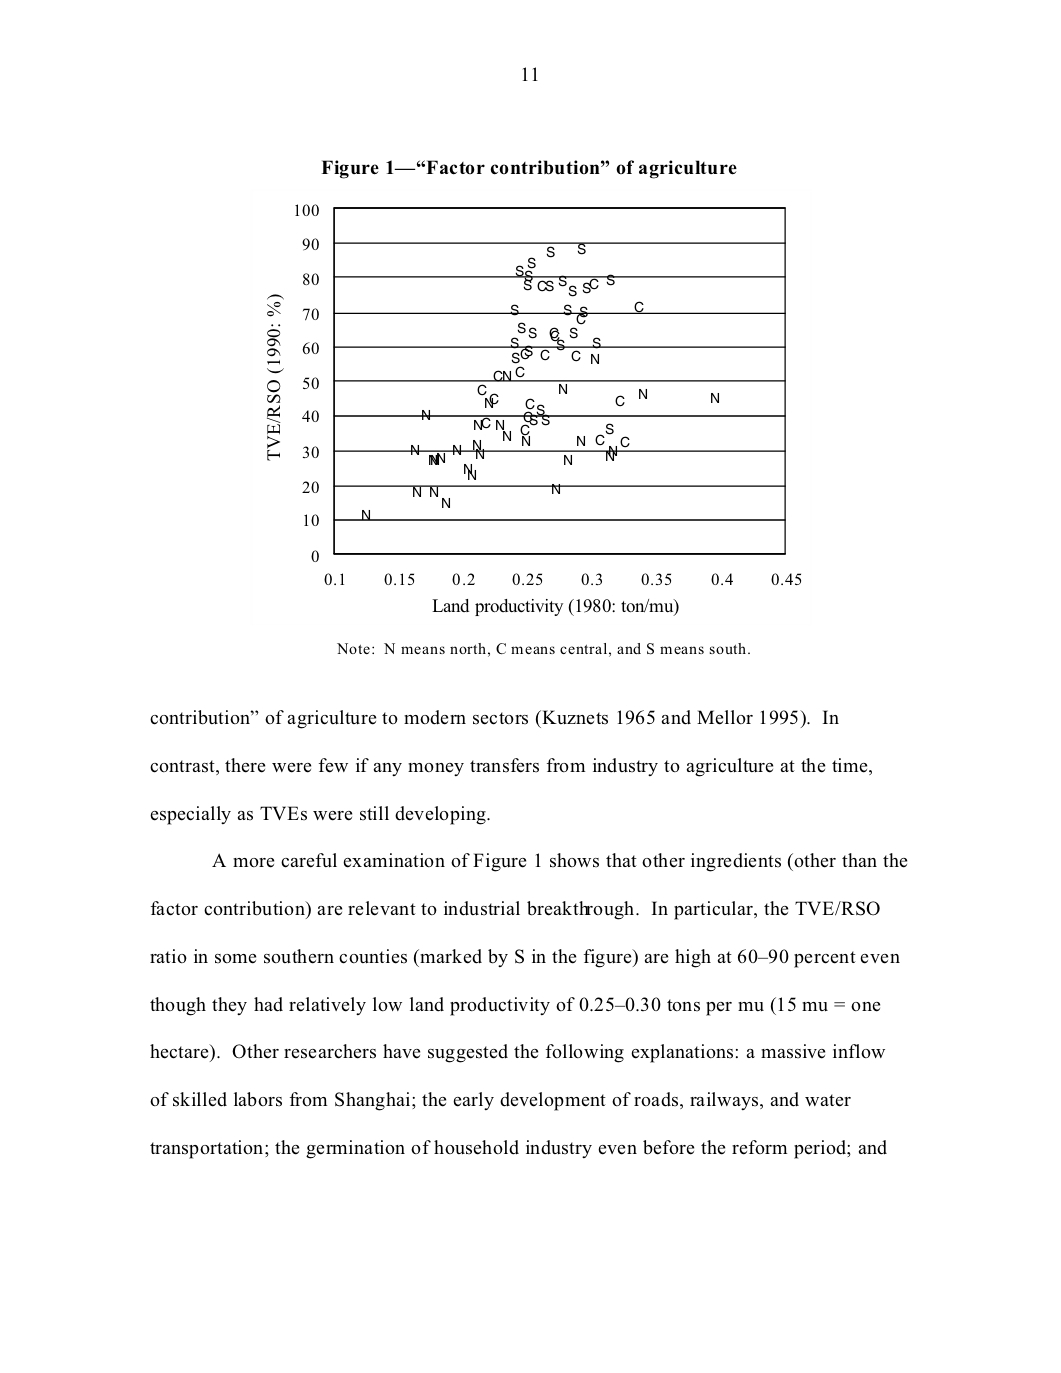 11
Figure 1—“Factor contribution” of agriculture
100
90
80
70
60
50
40
30
20
10
0
TVE/RSO (1990: %)
0.1 0.15 0.2 0.25 0.3 0.35 0.4 0.45
Land productivity (1980: ton/mu)
Note: N means north, C means central, and S means south.
contribution” of agriculture to modern sectors (Kuznets 1965 and Mellor 1995). In
contrast, there were few if any money transfers from industry to agriculture at the time,
especially as TVEs were still developing.
A more careful examination of Figure 1 shows that other ingredients (other than the
factor contribution) are relevant to industrial breakthrough. In particular, the TVE/RSO
ratio in some southern counties (marked by S in the figure) are high at 60–90 percent even
though they had relatively low land productivity of 0.25–0.30 tons per mu (15 mu = one
hectare). Other researchers have suggested the following explanations: a massive inflow
of skilled labors from Shanghai; the early development of roads, railways, and water
transportation; the germination of household industry even before the reform period; and